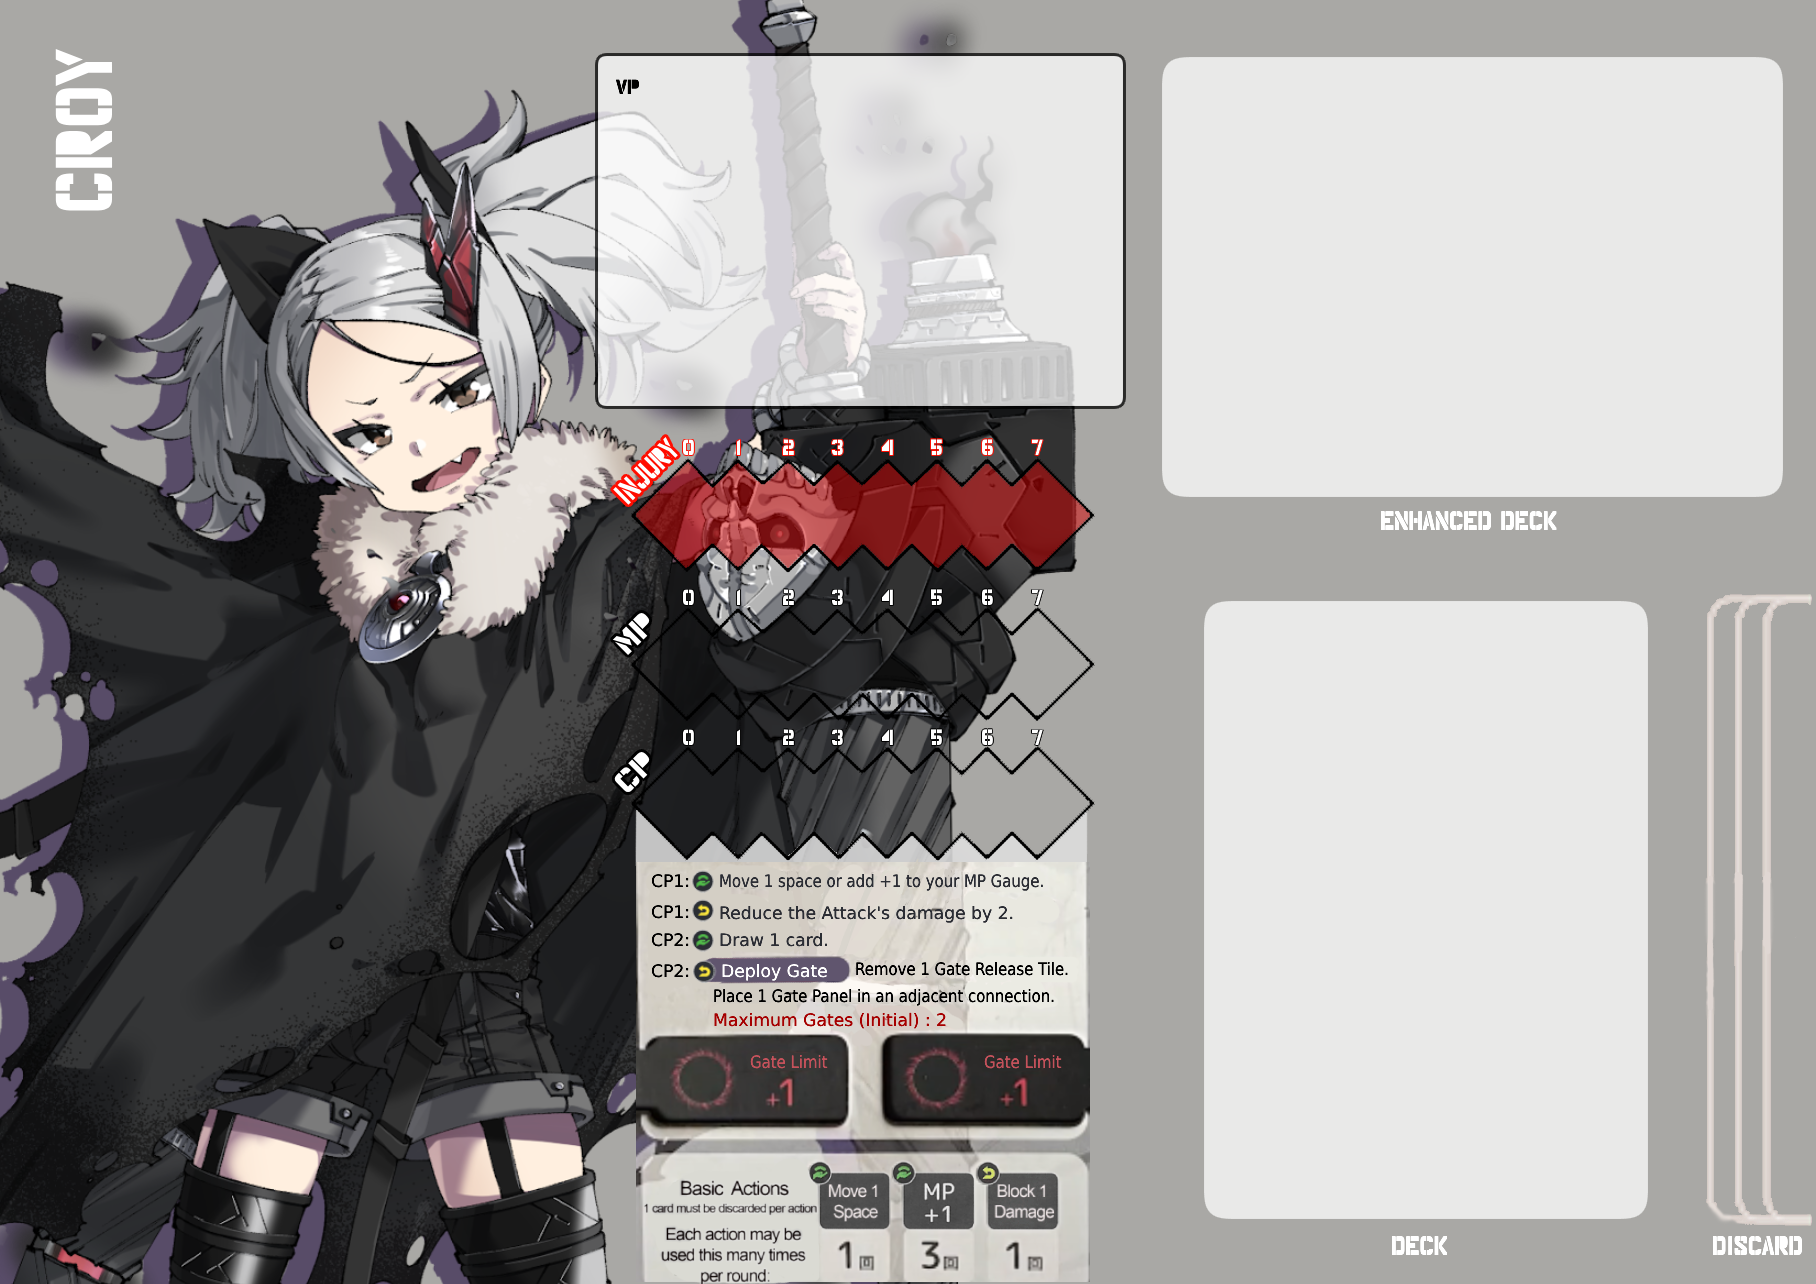 CROY
VP
INJURY
0 1 2 3 4 5 6 7
MP
0 1 2 3 4 5 6 7
CP
0 1 2 3 4 5 6 7
CP1: Move 1 space or add +1 to your MP Gauge.
CP1: Reduce the Attack's damage by 2.
CP2: Draw 1 card.
CP2: Deploy Gate Remove 1 Gate Release Tile.
Place 1 Gate Panel in an adjacent connection.
Maximum Gates (Initial) : 2
Gate Limit
+1
Gate Limit
+1
Basic Actions
1 card must be discarded per action
Each action may be
used this many times
per round:
Move 1
Space
1回
MP
+1
3回
Block 1
Damage
1回
ENHANCED DECK
DECK
DISCARD